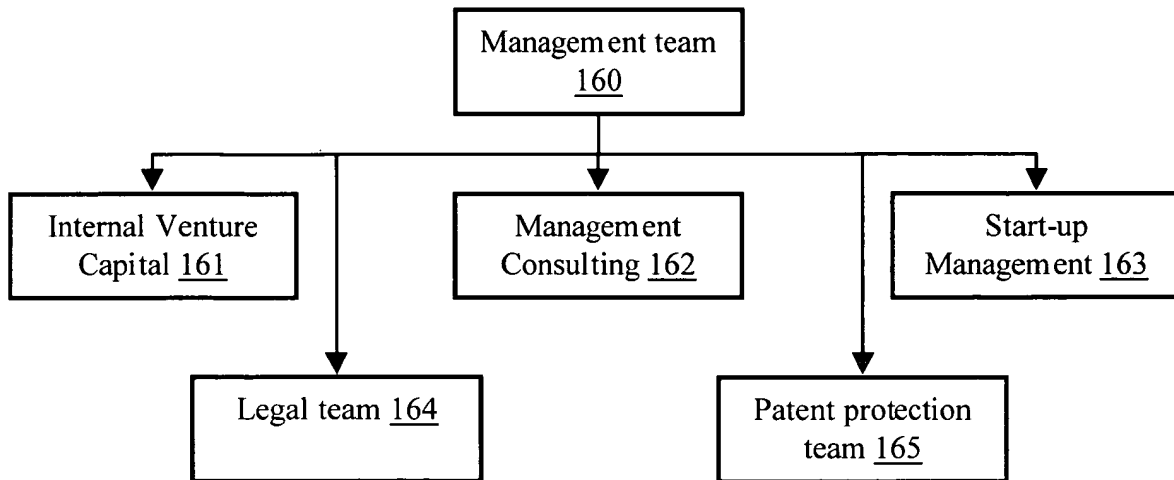 Management team
160
Internal Venture
Capital 161
Management
Consulting 162
Start-up
Management 163
Legal team 164
Patent protection
team 165